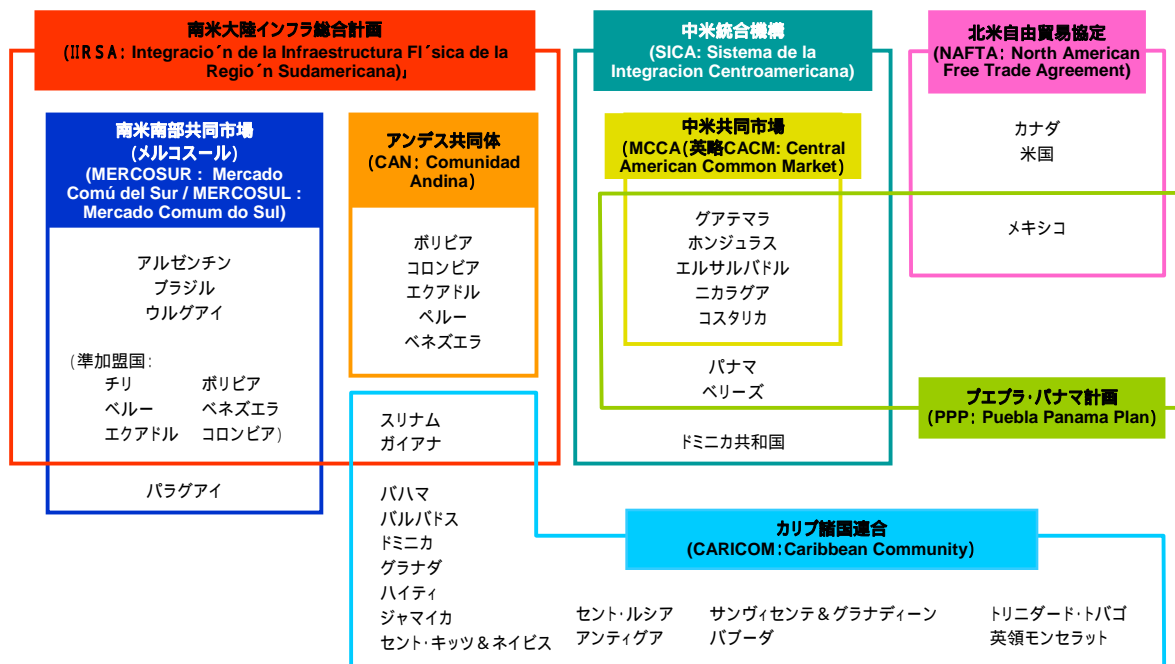 南米大陸インフラ総合計画
(IIRSA: Integracio´n de la Infraestructura Fl´sica de la
Regio´n Sudamericana)」
中米統合機構
(SICA: Sistema de la
Integracion Centroamericana)
北米自由貿易協定
(NAFTA: North American
Free Trade Agreement)
南米南部共同市場
(メルコスール)
(MERCOSUR : Mercado
Comú del Sur / MERCOSUL :
Mercado Comum do Sul)
アンデス共同体
(CAN: Comunidad
Andina)
中米共同市場
(MCCA(英略CACM: Central
American Common Market)
カナダ
米国
メキシコ
アルゼンチン
ブラジル
ウルグアイ
(準加盟国:
チリ ボリビア
ペルー ベネズエラ
エクアドル コロンビア)
パラグアイ
ボリビア
コロンビア
エクアドル
ペルー
ベネズエラ
グアテマラ
ホンジュラス
エルサルバドル
ニカラグア
コスタリカ
パナマ
ベリーズ
ドミニカ共和国
プエプラ・パナマ計画
(PPP: Puebla Panama Plan)
スリナム
ガイアナ
バハマ
バルバドス
ドミニカ
グラナダ
ハイティ
ジャマイカ
セント・キッツ&ネイビス
カリブ諸国連合
(CARICOM:Caribbean Community)
セント・ルシア サンヴィセンテ&グラナディーン トリニダード・トバゴ
アンティグア バブーダ 英領モンセラット